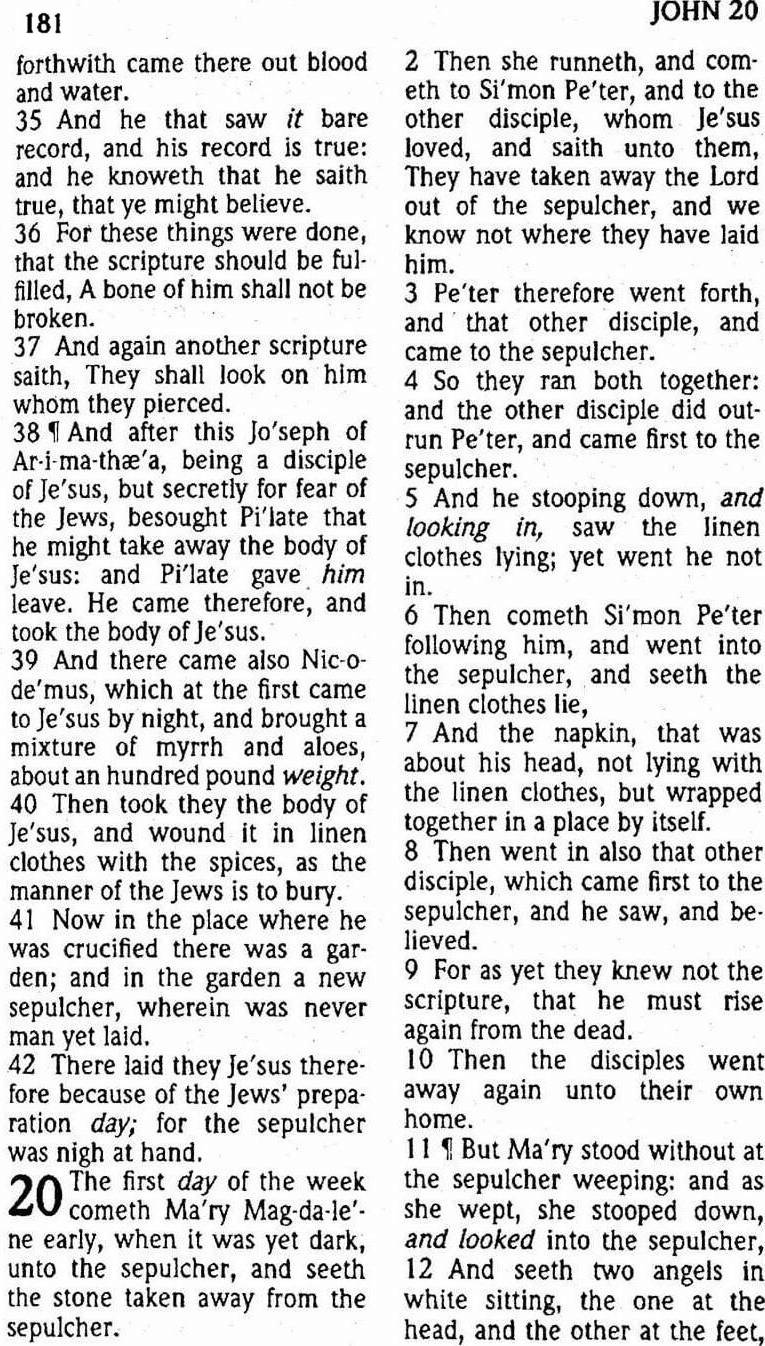 181
JOHN 20
forthwith came there out blood
and water.
35 And he that saw it bare
record, and his record is true:
and he knoweth that he saith
true, that ye might believe.
36 For these things were done,
that the scripture should be ful-
filled, A bone of him shall not be
broken.
37 And again another scripture
saith, They shall look on him
whom they pierced.
38 ¶ And after this Jo′seph of
Ar-i-ma-thæ′a, being a disciple
of Je′sus, but secretly for fear of
the Jews, besought Pi′late that
he might take away the body of
Je′sus: and Pi′late gave him
leave. He came therefore, and
took the body of Je′sus.
39 And there came also Nic-o-
de′mus, which at the first came
to Je′sus by night, and brought a
mixture of myrrh and aloes,
about an hundred pound weight.
40 Then took they the body of
Je′sus, and wound it in linen
clothes with the spices, as the
manner of the Jews is to bury.
41 Now in the place where he
was crucified there was a gar-
den; and in the garden a new
sepulcher, wherein was never
man yet laid.
42 There laid they Je′sus there-
fore because of the Jews' prepa-
ration day; for the sepulcher
was nigh at hand.
20 The first day of the week
cometh Ma′ry Mag-da-le′-
ne early, when it was yet dark,
unto the sepulcher, and seeth
the stone taken away from the
sepulcher.
2 Then she runneth, and com-
eth to Si′mon Pe′ter, and to the
other disciple, whom Je′sus
loved, and saith unto them,
They have taken away the Lord
out of the sepulcher, and we
know not where they have laid
him.
3 Pe′ter therefore went forth,
and that other disciple, and
came to the sepulcher.
4 So they ran both together:
and the other disciple did out-
run Pe′ter, and came first to the
sepulcher.
5 And he stooping down, and
looking in, saw the linen
clothes lying; yet went he not
in.
6 Then cometh Si′mon Pe′ter
following him, and went into
the sepulcher, and seeth the
linen clothes lie,
7 And the napkin, that was
about his head, not lying with
the linen clothes, but wrapped
together in a place by itself.
8 Then went in also that other
disciple, which came first to the
sepulcher, and he saw, and be-
lieved.
9 For as yet they knew not the
scripture, that he must rise
again from the dead.
10 Then the disciples went
away again unto their own
home.
11 ¶ But Ma′ry stood without at
the sepulcher weeping: and as
she wept, she stooped down,
and looked into the sepulcher,
12 And seeth two angels in
white sitting, the one at the
head, and the other at the feet,